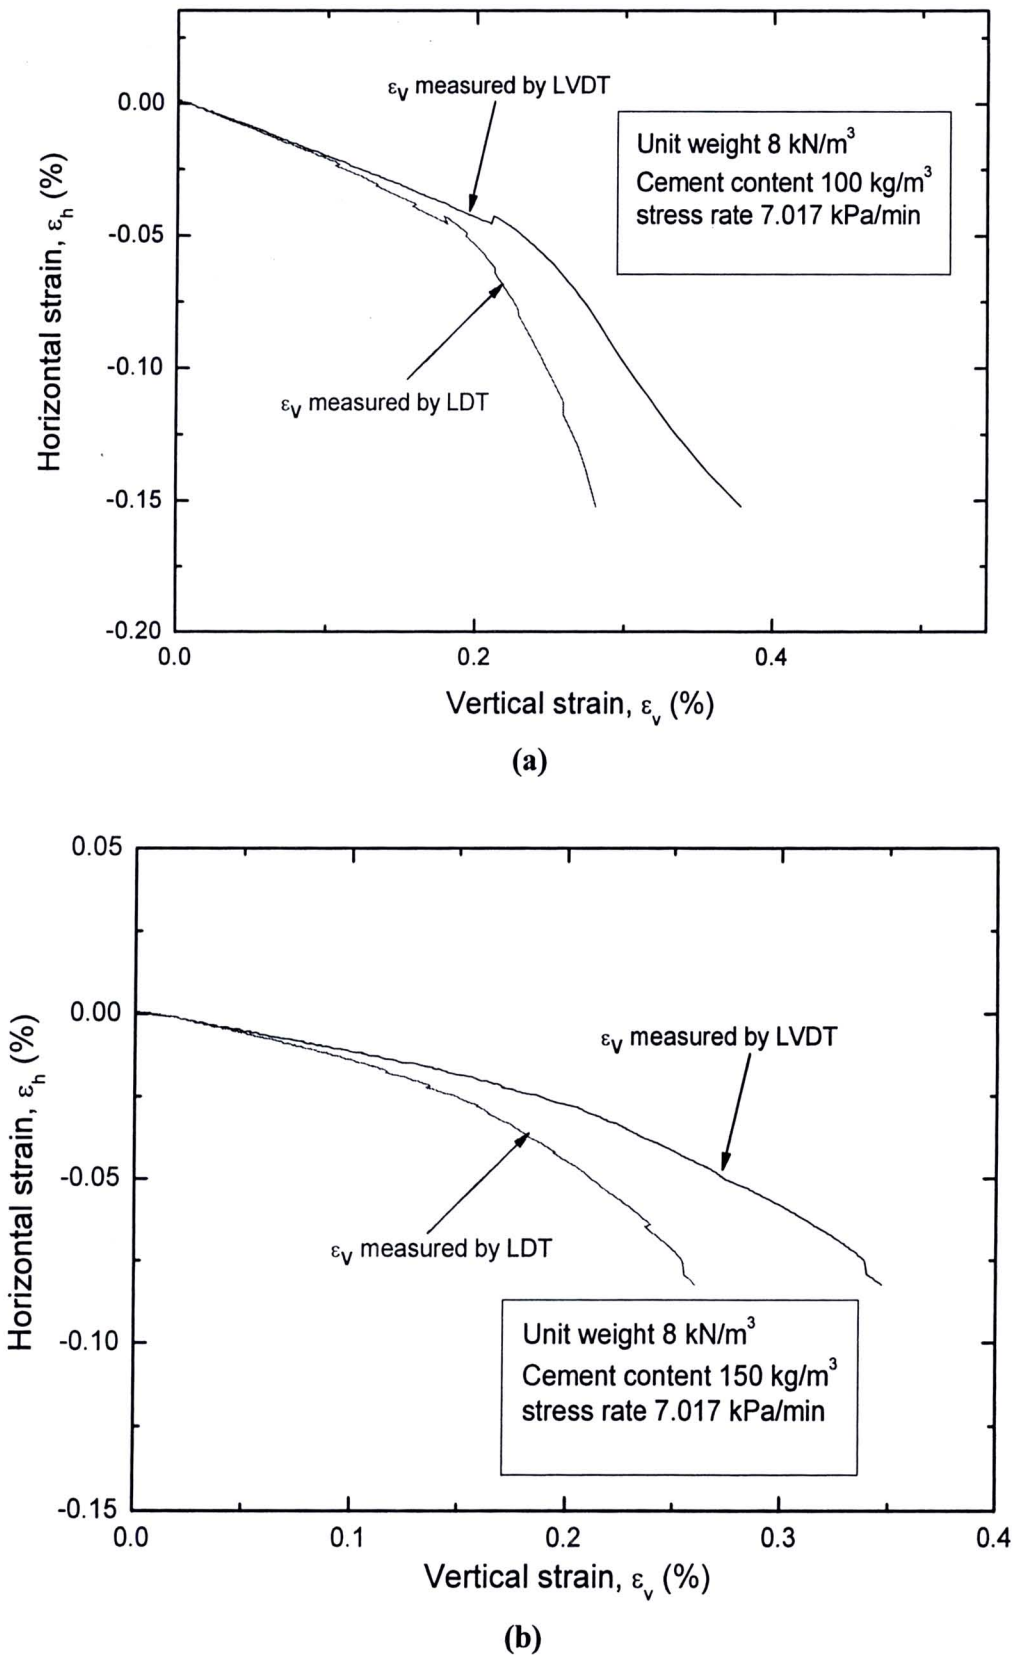 εv measured by LVDT
0.00
Unit weight 8 kN/m³
Cement content 100 kg/m³
stress rate 7.017 kPa/min
-0.05
Horizontal strain, εh (%)
-0.10
εv measured by LDT
-0.15
-0.20
0.0 0.2 0.4
Vertical strain, εv (%)
(a)
0.05
0.00
εv measured by LVDT
Horizontal strain, εh (%)
-0.05
εv measured by LDT
Unit weight 8 kN/m³
-0.10
Cement content 150 kg/m³
stress rate 7.017 kPa/min
-0.15
0.0 0.1 0.2 0.3 0.4
Vertical strain, εv (%)
(b)